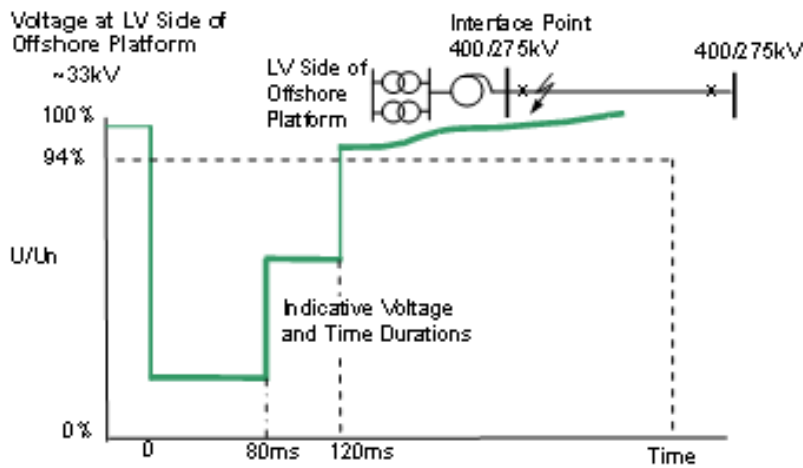 Voltage at LV Side of
Offshore Platform
~33kV
Interface Point
400/275kV
400/275kV
LV Side of
Offshore
Platform
100%
94%
U/Un
Indicative Voltage
and Time Durations
0%
0
80ms
120ms
Time